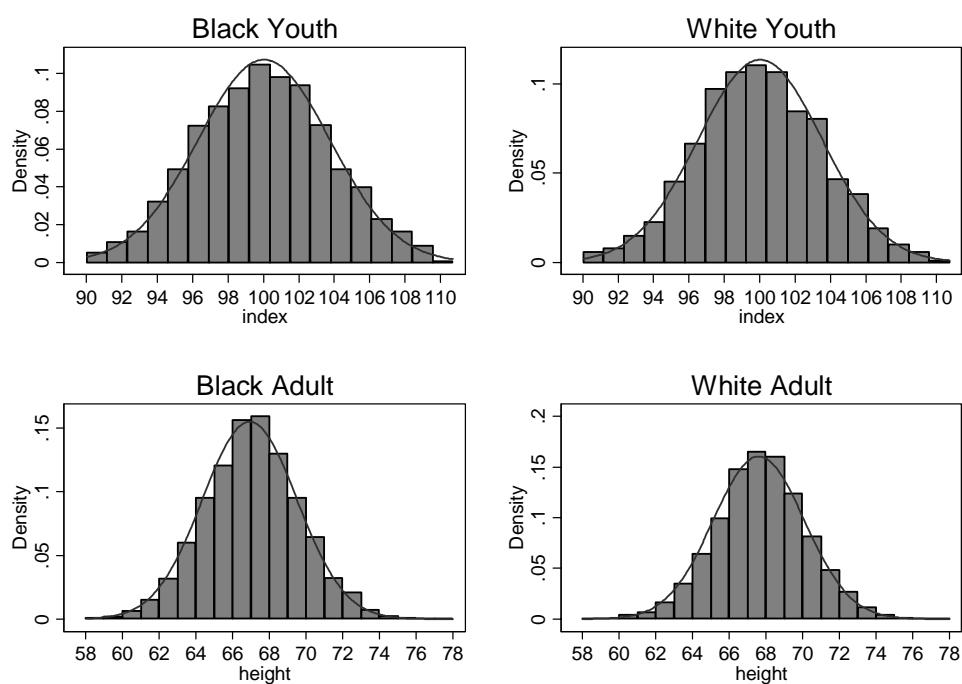 Black Youth
Density
0 .02 .04 .06 .08 .1
90 92 94 96 98 100 102 104 106 108 110
index
White Youth
Density
0 .05 .1
90 92 94 96 98 100 102 104 106 108 110
index
Black Adult
Density
0 .05 .1 .15
58 60 62 64 66 68 70 72 74 76 78
height
White Adult
Density
0 .05 .1 .15 .2
58 60 62 64 66 68 70 72 74 76 78
height